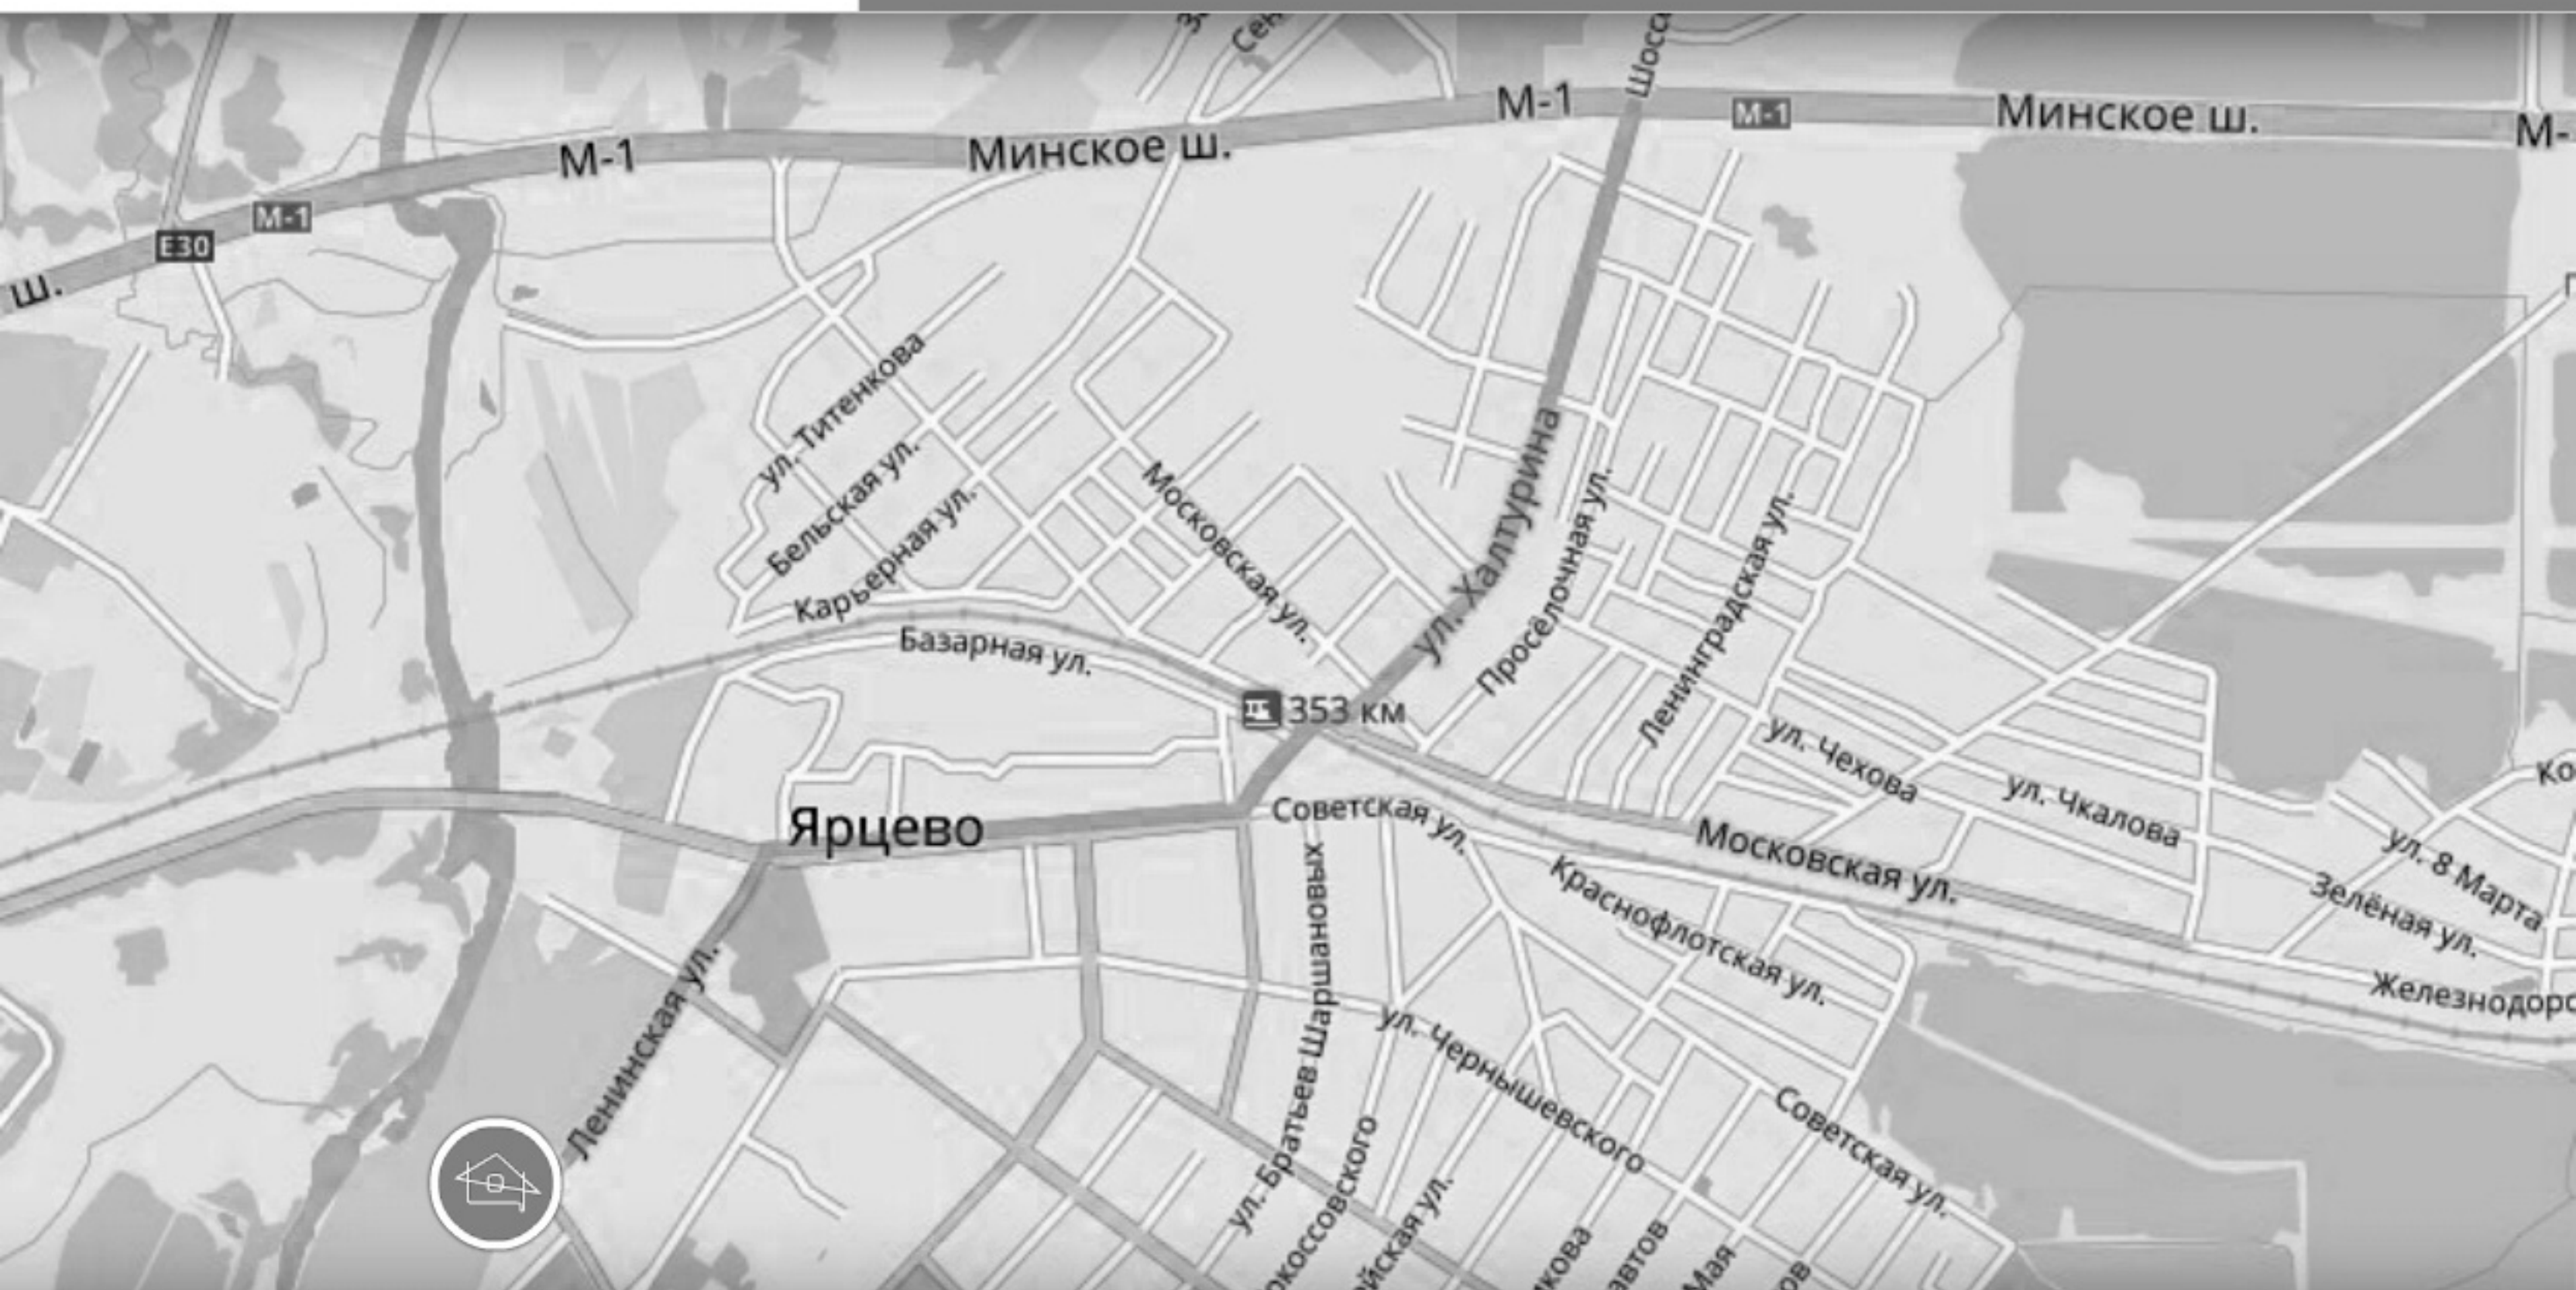 М-1
М-1
Минское ш.
Минское ш.
М-1
М-1
E30
ш.
ул. Титенкова
Бельская ул.
Карьерная ул.
Московская ул.
ул. Халтурина
Просёлочная ул.
Ленинградская ул.
Базарная ул.
353 км
ул. Чехова
ул. Чкалова
Ярцево
Советская ул.
Московская ул.
ул. 8 Марта
Зелёная ул.
Краснофлотская ул.
Ленинская ул.
ул. Братьев Шаршановых
ул. Чернышевского
Советская ул.
Мая